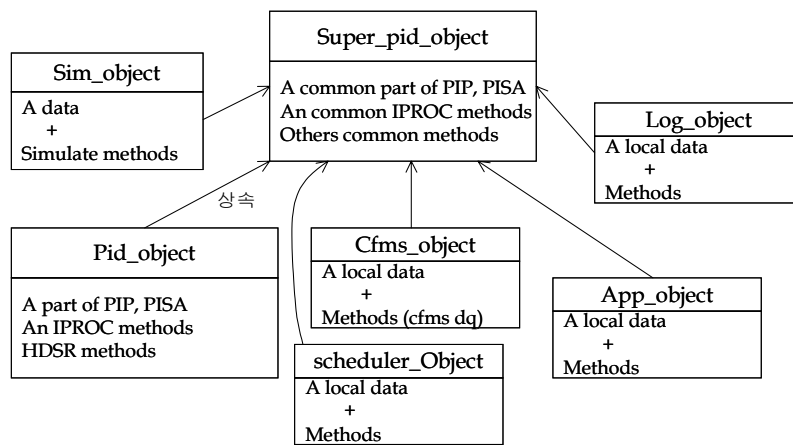 Super_pid_object
A common part of PIP, PISA
An common IPROC methods
Others common methods
Sim_object
A data
+
Simulate methods
Log_object
A local data
+
Methods
상속
Pid_object
A part of PIP, PISA
An IPROC methods
HDSR methods
Cfms_object
A local data
+
Methods (cfms dq)
App_object
A local data
+
Methods
scheduler_Object
A local data
+
Methods